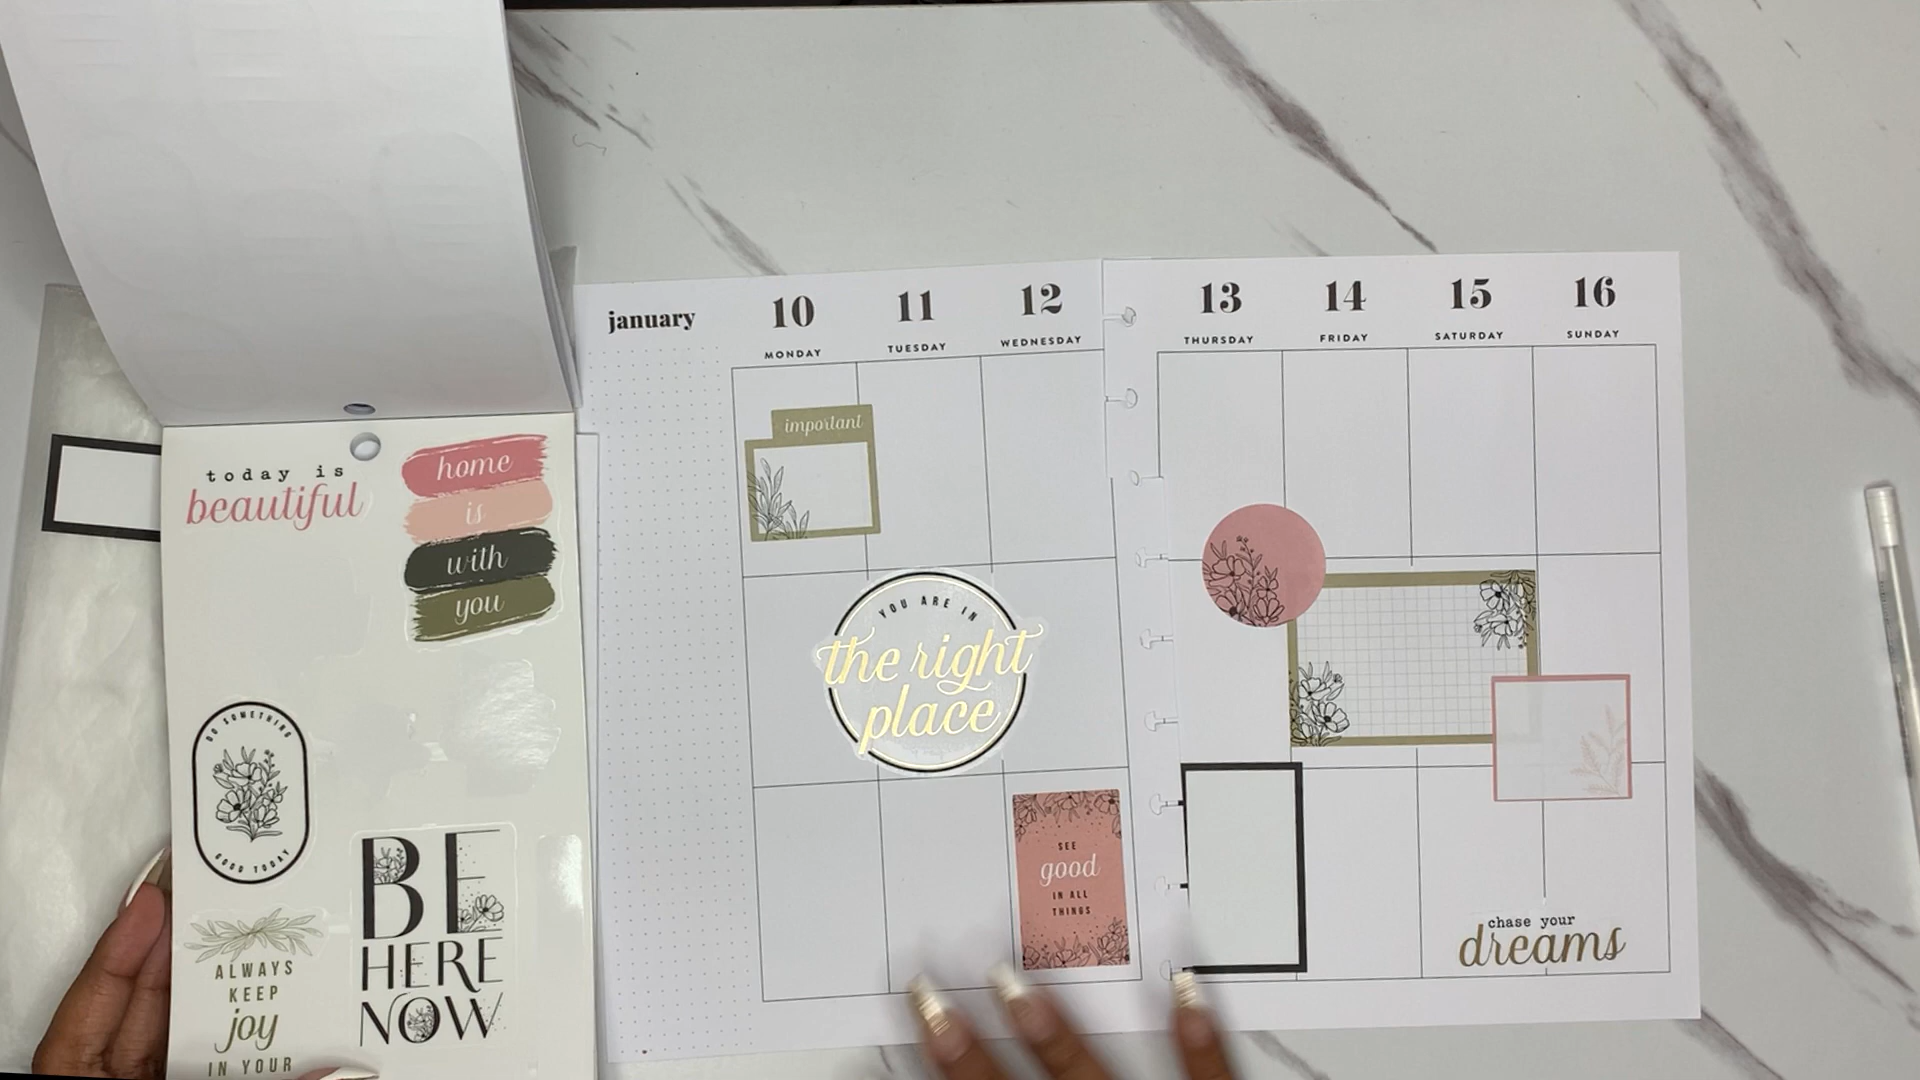 today is
beautiful
home
is
with
you
DO SOMETHING
GOOD TODAY
ALWAYS
KEEP
joy
IN YOUR
BE
HERE
NOW
january
10
MONDAY
11
TUESDAY
12
WEDNESDAY
13
THURSDAY
14
FRIDAY
15
SATURDAY
16
SUNDAY
important
YOU ARE IN
the right
place
SEE
good
IN ALL
THINGS
chase your
dreams